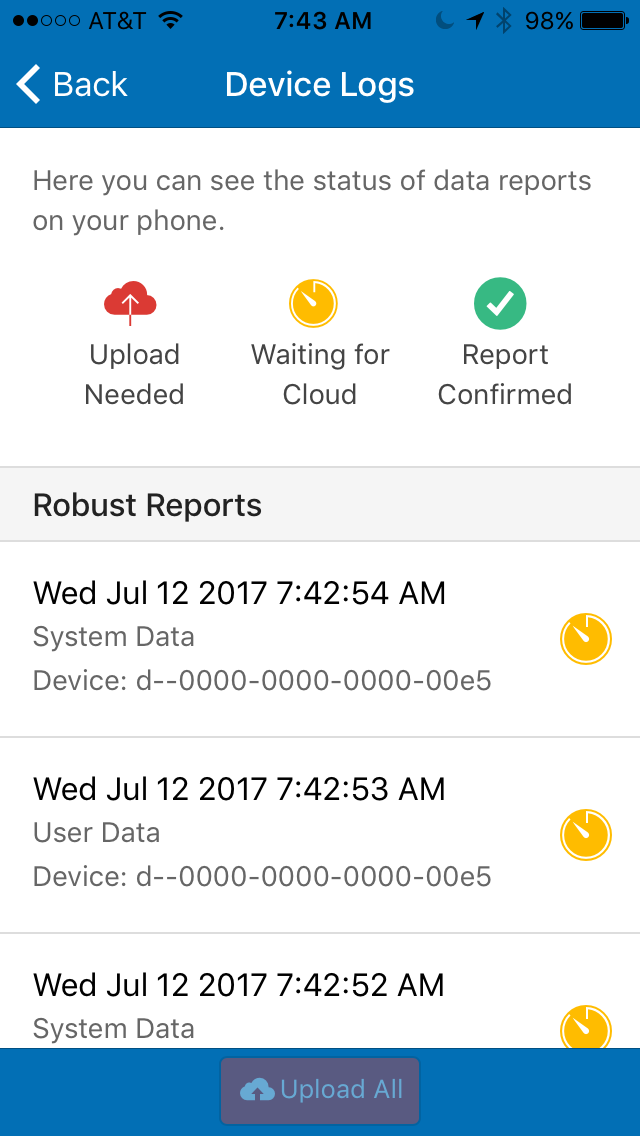 AT&T 7:43 AM 98%
Back Device Logs
Here you can see the status of data reports
on your phone.
Upload Needed
Waiting for Cloud
Report Confirmed
Robust Reports
Wed Jul 12 2017 7:42:54 AM
System Data
Device: d--0000-0000-0000-00e5
Wed Jul 12 2017 7:42:53 AM
User Data
Device: d--0000-0000-0000-00e5
Wed Jul 12 2017 7:42:52 AM
System Data
Upload All